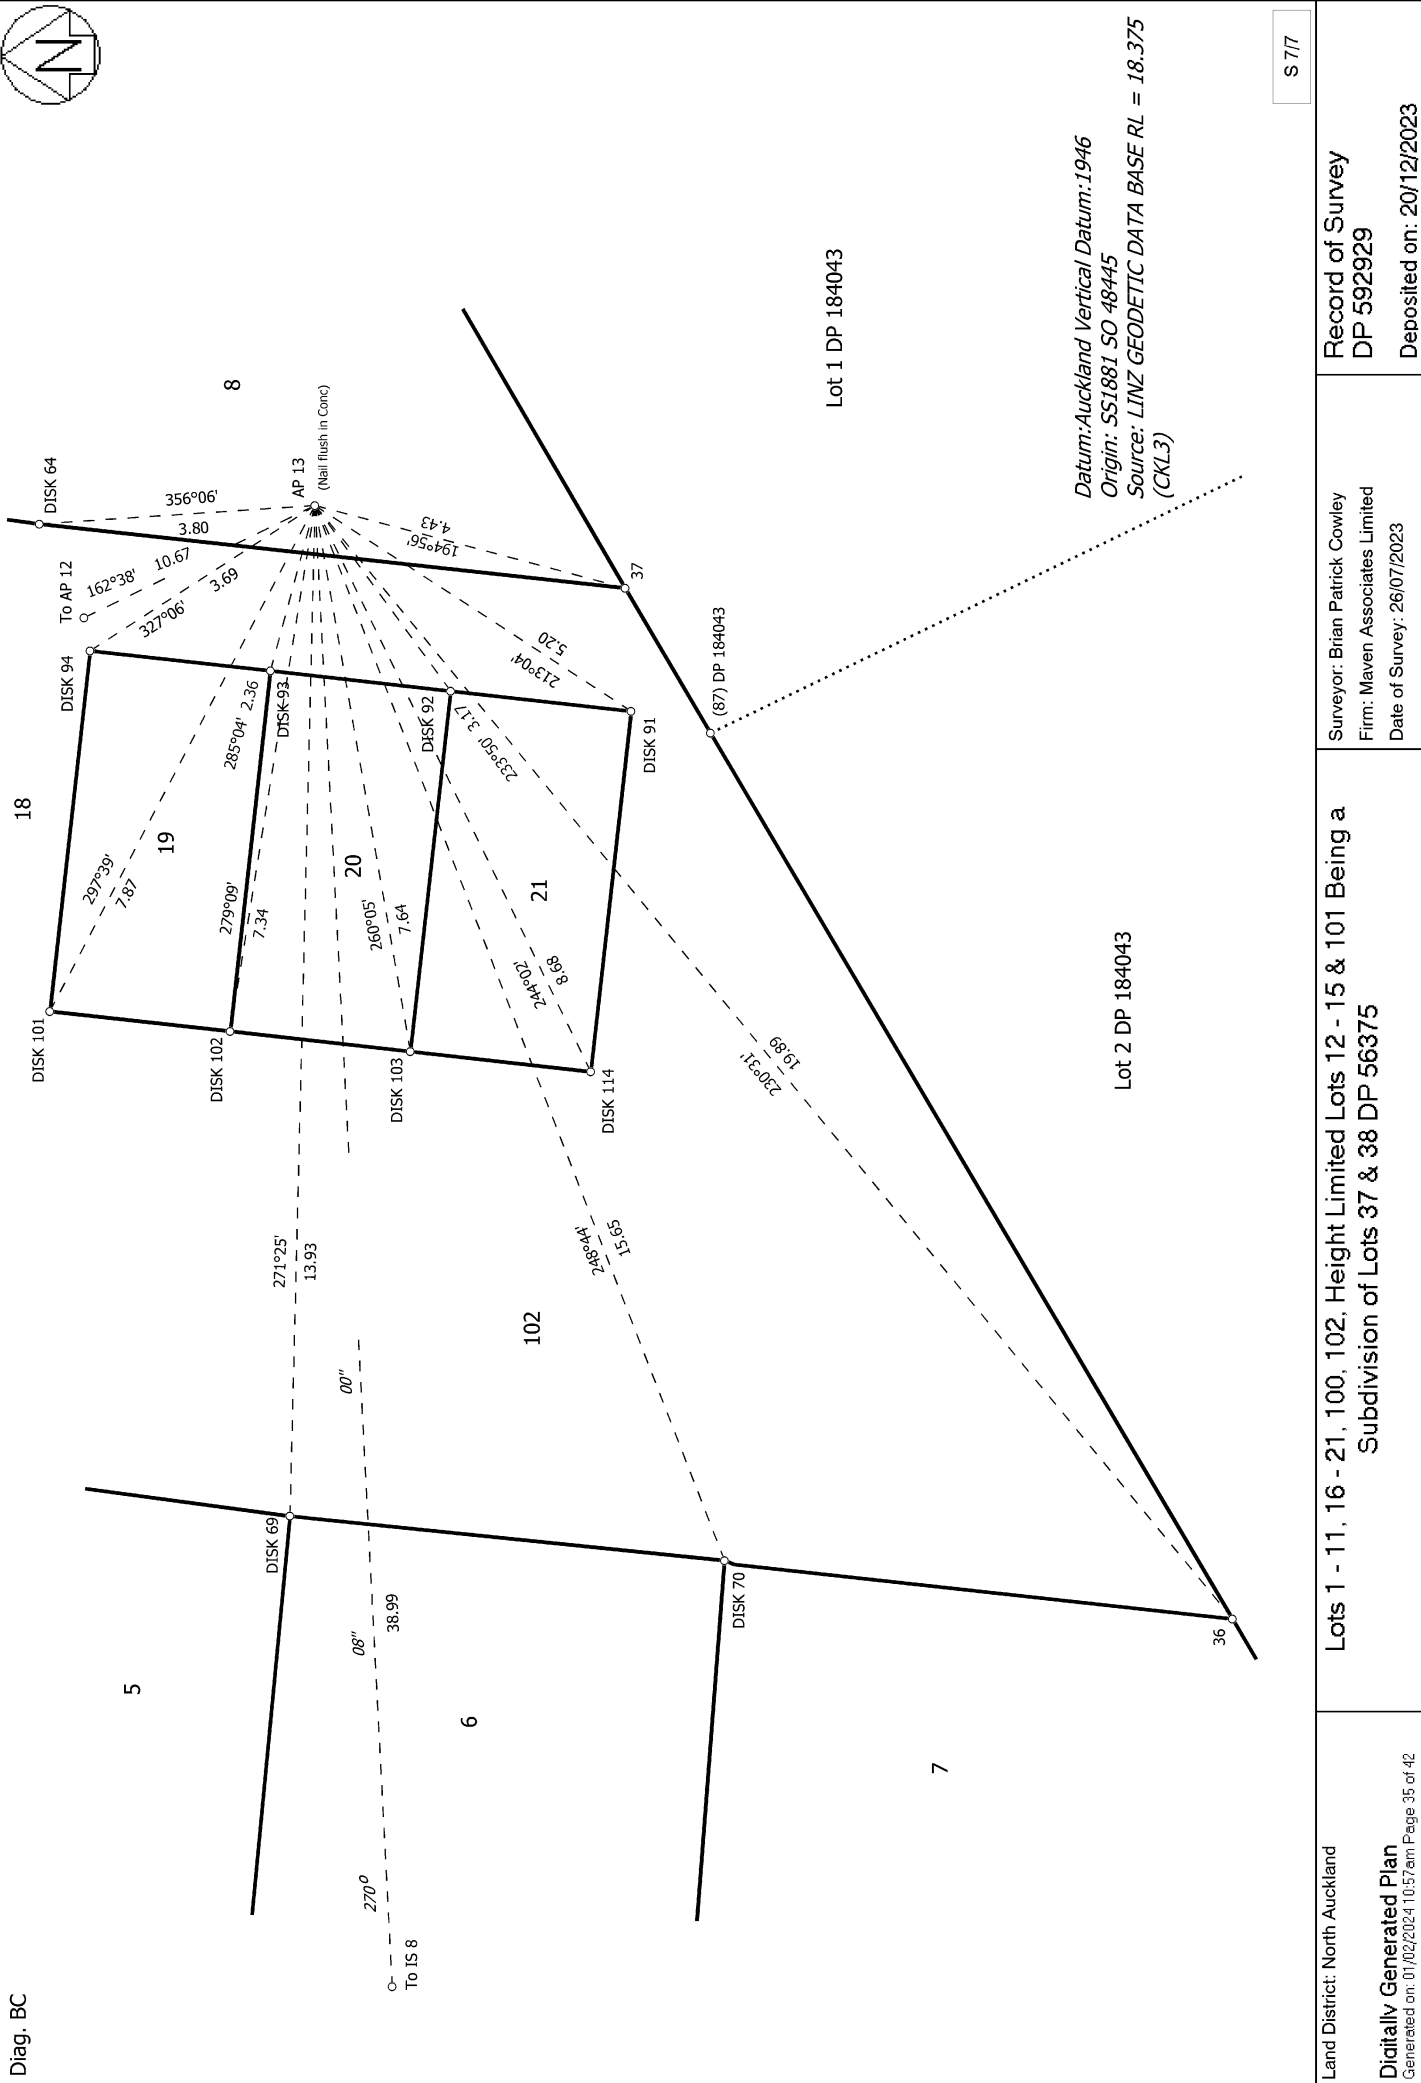 Diag. BC
N
To IS 8
270°
08"
00"
38.99
5
6
7
DISK 69
DISK 70
36
271°25'
13.93
248°44'
15.65
230°31'
19.89
102
DISK 101
DISK 102
DISK 103
DISK 114
18
19
20
21
297°39'
7.87
279°09'
7.34
260°05'
7.64
244°02'
8.68
285°04'
2.36
DISK 94
DISK 93
DISK 92
DISK 91
233°50'
3.17
213°04'
5.20
194°56'
4.43
327°06'
3.69
To AP 12
162°38'
10.67
DISK 64
356°06'
3.80
AP 13
(Nail flush in Conc)
8
37
(87) DP 184043
Lot 1 DP 184043
Lot 2 DP 184043
Datum:Auckland Vertical Datum:1946
Origin: SS1881 SO 48445
Source: LINZ GEODETIC DATA BASE RL = 18.375
(CKL3)
S 7/7
Land District: North Auckland
Digitally Generated Plan
Generated on: 01/02/2024 10:57am Page 35 of 42
Lots 1 - 11, 16 - 21, 100, 102, Height Limited Lots 12 - 15 & 101 Being a
Subdivision of Lots 37 & 38 DP 56375
Surveyor: Brian Patrick Cowley
Firm: Maven Associates Limited
Date of Survey: 26/07/2023
Record of Survey
DP 592929
Deposited on: 20/12/2023